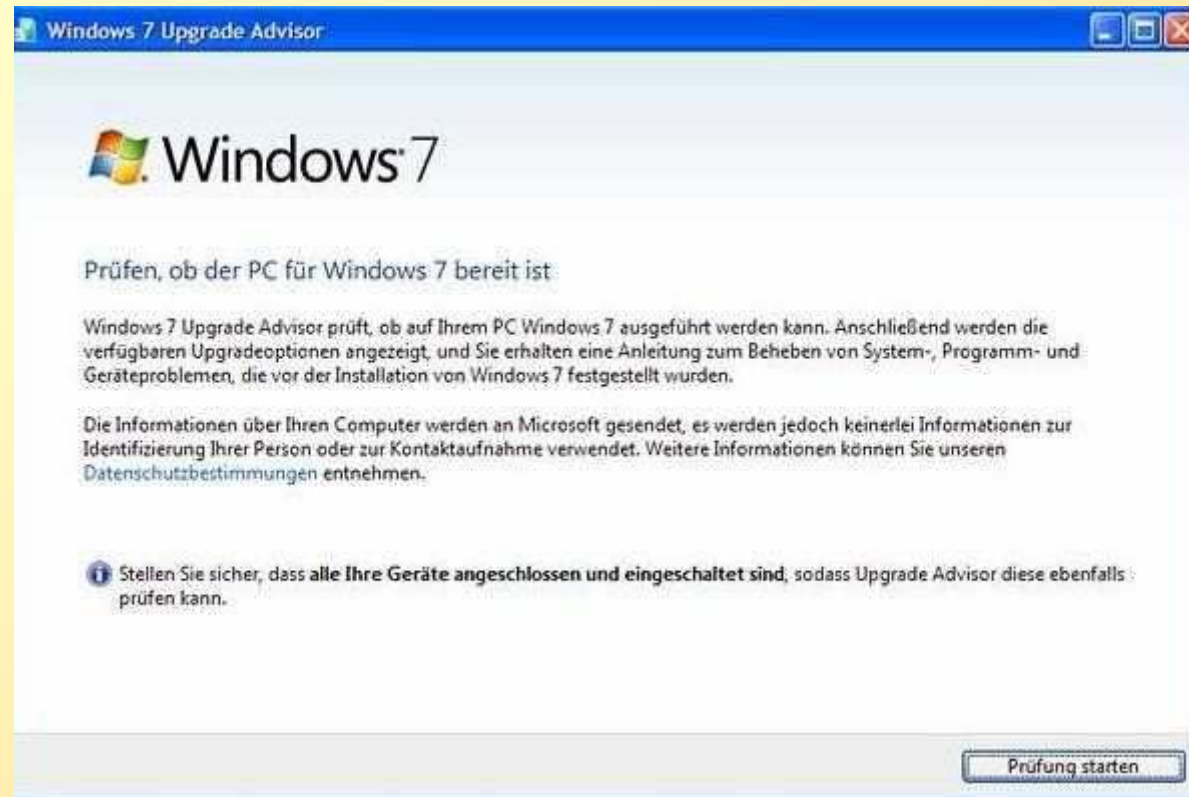 Windows 7 Upgrade Advisor
Windows 7
Prüfen, ob der PC für Windows 7 bereit ist
Windows 7 Upgrade Advisor prüft, ob auf Ihrem PC Windows 7 ausgeführt werden kann. Anschließend werden die
verfügbaren Upgradeoptionen angezeigt, und Sie erhalten eine Anleitung zum Beheben von System-, Programm- und
Geräteproblemen, die vor der Installation von Windows 7 festgestellt wurden.
Die Informationen über Ihren Computer werden an Microsoft gesendet, es werden jedoch keinerlei Informationen zur
Identifizierung Ihrer Person oder zur Kontaktaufnahme verwendet. Weitere Informationen können Sie unseren
Datenschutzbestimmungen entnehmen.
Stellen Sie sicher, dass alle Ihre Geräte angeschlossen und eingeschaltet sind, sodass Upgrade Advisor diese ebenfalls
prüfen kann.
Prüfung starten